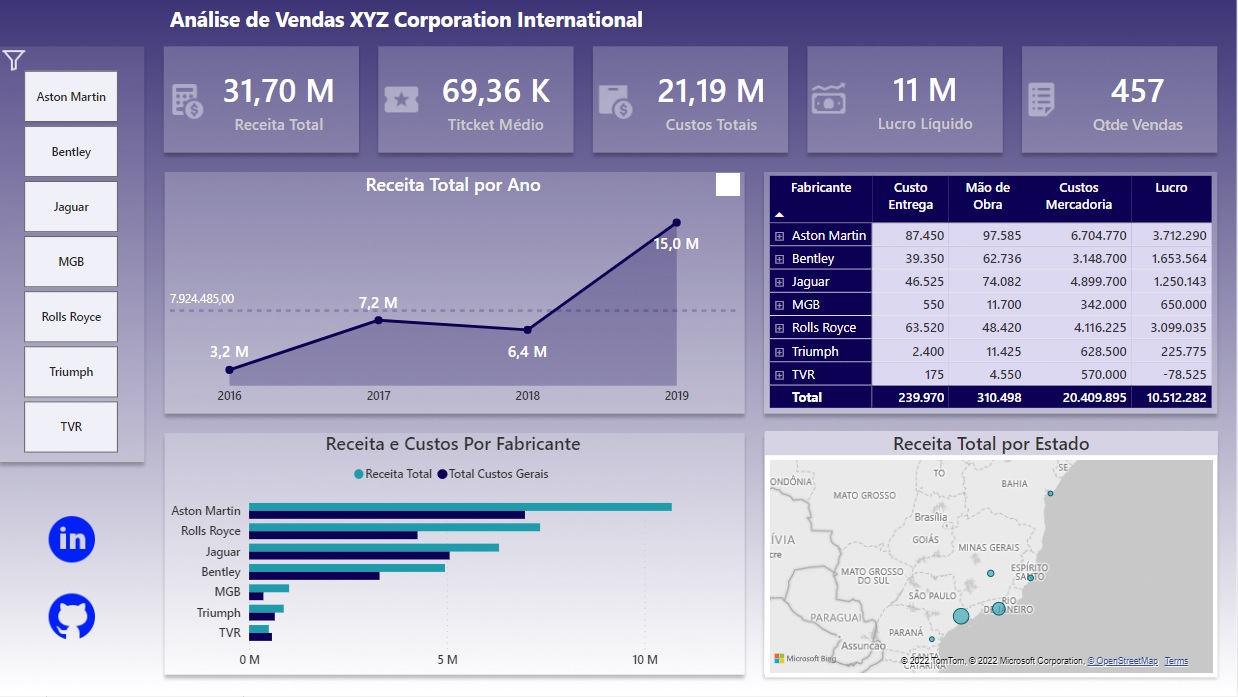 Análise de Vendas XYZ Corporation International
Aston Martin
Bentley
Jaguar
MGB
Rolls Royce
Triumph
TVR
31,70 M
Receita Total
69,36 K
Titcket Médio
21,19 M
Custos Totais
11 M
Lucro Líquido
457
Qtde Vendas
Receita Total por Ano
7.924.485,00
3,2 M
7,2 M
6,4 M
15,0 M
2016 2017 2018 2019
Fabricante Custo Entrega Mão de Obra Custos Mercadoria Lucro
Aston Martin 87.450 97.585 6.704.770 3.712.290
Bentley 39.350 62.736 3.148.700 1.653.564
Jaguar 46.525 74.082 4.899.700 1.250.143
MGB 550 11.700 342.000 650.000
Rolls Royce 63.520 48.420 4.116.225 3.099.035
Triumph 2.400 11.425 628.500 225.775
TVR 175 4.550 570.000 -78.525
Total 239.970 310.498 20.409.895 10.512.282
Receita e Custos Por Fabricante
Receita Total Total Custos Gerais
Aston Martin
Rolls Royce
Jaguar
Bentley
MGB
Triumph
TVR
0 M 5 M 10 M
in
Receita Total por Estado
TO
SE
ONDÔNIA
MATO GROSSO
BAHIA
Brasília
GOIÁS
ÍVIA
cre
MINAS GERAIS
MATO GROSSO
DO SUL
ESPÍRITO
SANTO
SÃO PAULO
RIO
DE JANEIRO
PARAGUAI
PARANÁ
Assuncao
SANTA
CATARINA
Microsoft Bing
© 2022 TomTom, © 2022 Microsoft Corporation, © OpenStreetMap Terms